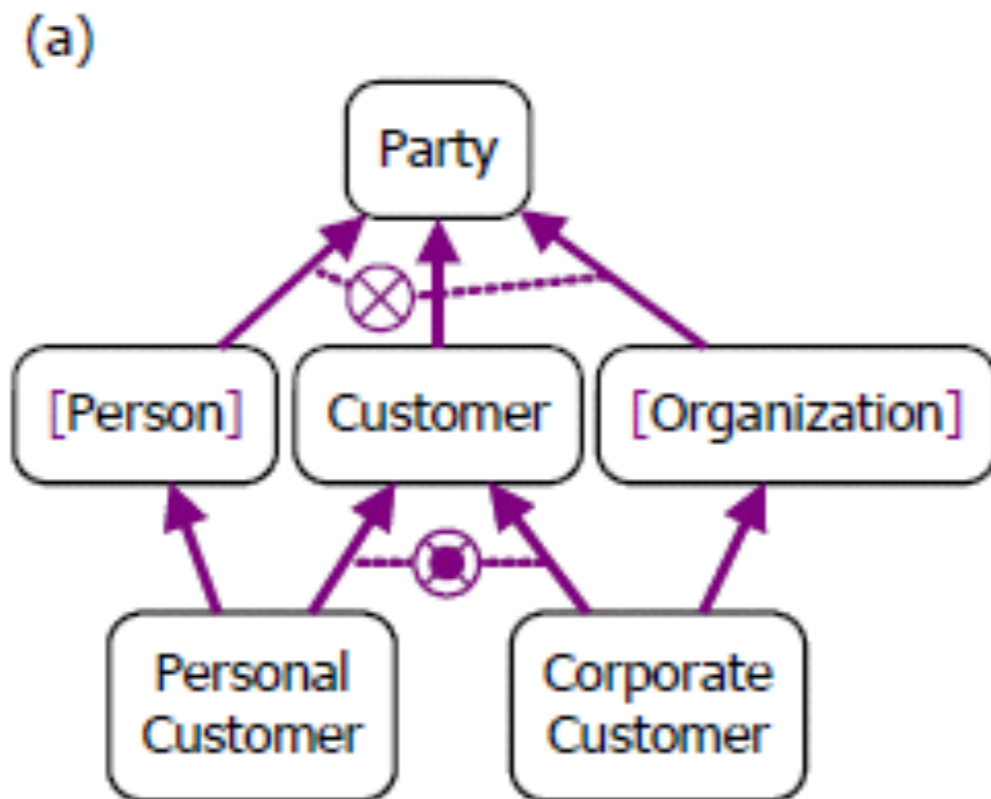 (a)
Party
[Person]
Customer
[Organization]
Personal
Customer
Corporate
Customer